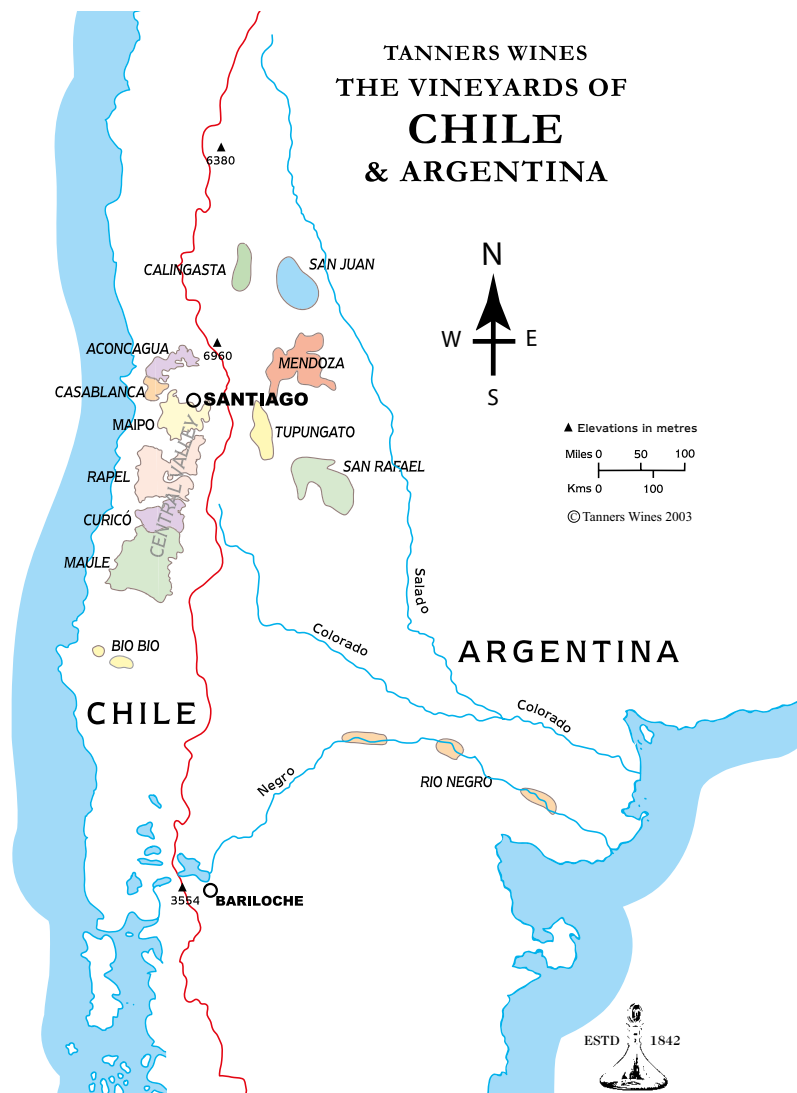 TANNERS WINES
THE VINEYARDS OF
CHILE
& ARGENTINA
6380
N
W E
S
CALINGASTA
SAN JUAN
ACONCAGUA
6960
MENDOZA
CASABLANCA
SANTIAGO
MAIPO
TUPUNGATO
CENTRAL VALLEY
SAN RAFAEL
RAPEL
CURICÓ
MAULE
Elevations in metres
Miles 0 50 100
Kms 0 100
© Tanners Wines 2003
Salado
Colorado
BIO BIO
ARGENTINA
CHILE
Colorado
Negro
RIO NEGRO
3554
BARILOCHE
ESTD 1842